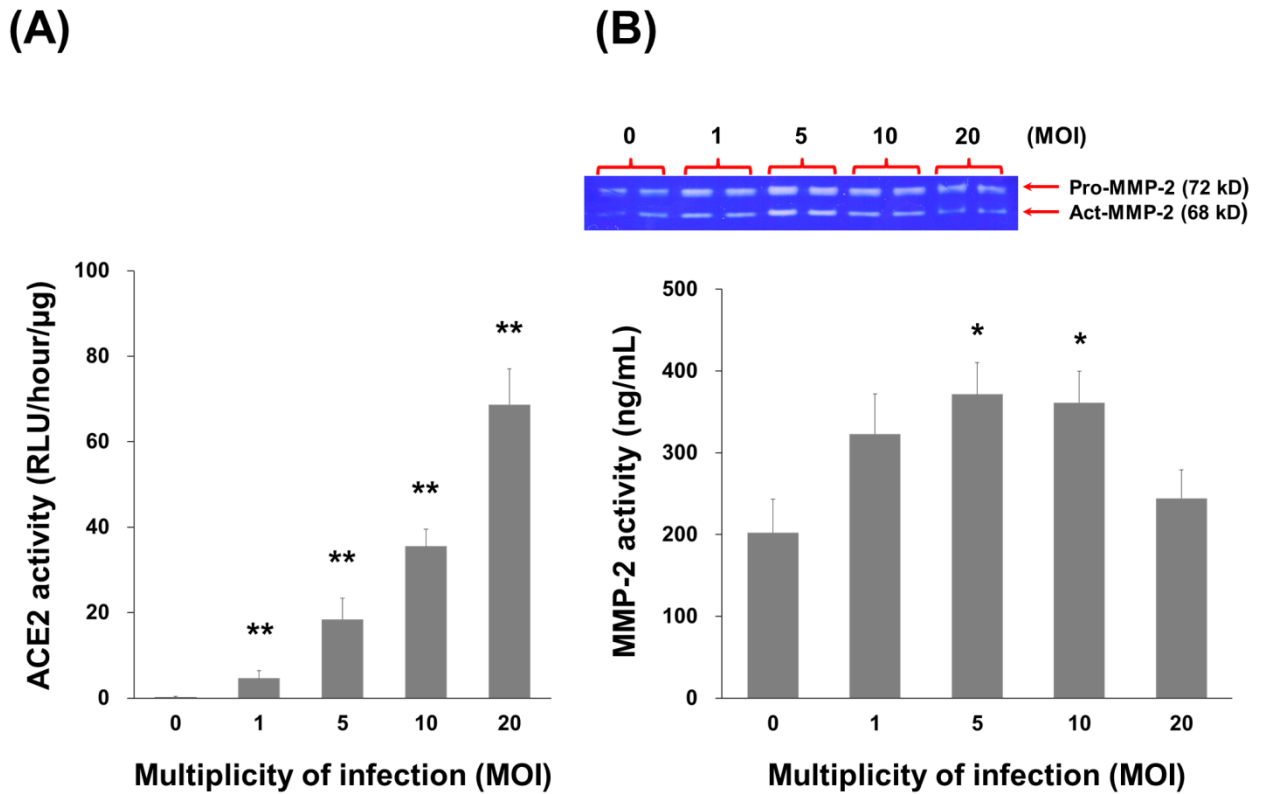 (A)
ACE2 activity (RLU/hour/µg)
100
80
60
40
20
0
**
**
**
**
0 1 5 10 20
Multiplicity of infection (MOI)
(B)
0 1 5 10 20 (MOI)
Pro-MMP-2 (72 kD)
Act-MMP-2 (68 kD)
MMP-2 activity (ng/mL)
500
400
300
200
100
0
* *
0 1 5 10 20
Multiplicity of infection (MOI)